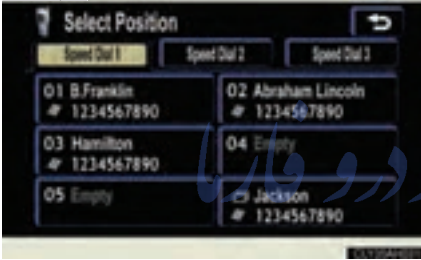 Select Position
Speed Dial 1 Speed Dial 2 Speed Dial 3
01 B.Franklin 02 Abraham Lincoln
# 1234567890 # 1234567890
03 Hamilton 04 Empty
# 1234567890
05 Empty Jackson
# 1234567890